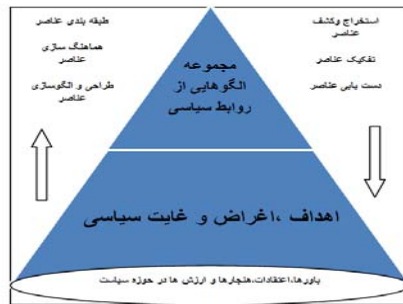 استخراج وکشف
عناصر
تفکیک عناصر
دست یابی عناصر
طبقه بندی عناصر
هماهنگ سازی
عناصر
طراحی و الگوسازی
عناصر
مجموعه
الگوهایی از
روابط سیاسی
اهداف ،اغراض و غایت سیاسی
باورها،اعتقادات،هنجارها و ارزش ها در حوزه سیاست